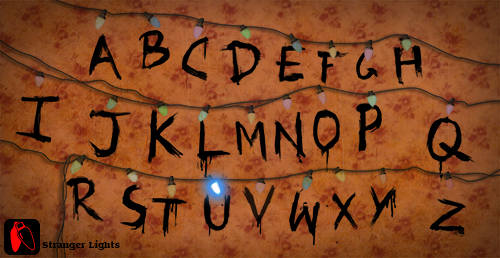 A B C D E F G H
I J K L M N O P Q
R S T U V W X Y Z
Stranger Lights